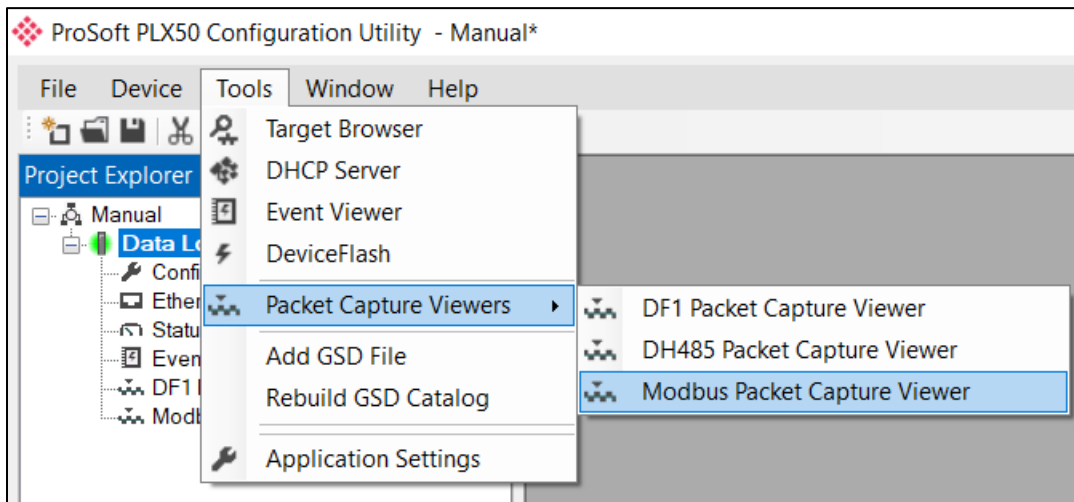 ProSoft PLX50 Configuration Utility - Manual*
File Device Tools Window Help
Target Browser
DHCP Server
Event Viewer
DeviceFlash
Packet Capture Viewers
Add GSD File
Rebuild GSD Catalog
Application Settings
DF1 Packet Capture Viewer
DH485 Packet Capture Viewer
Modbus Packet Capture Viewer
Project Explorer
Manual
Data L
Confi
Ether
Statu
Even
DF1
Modb